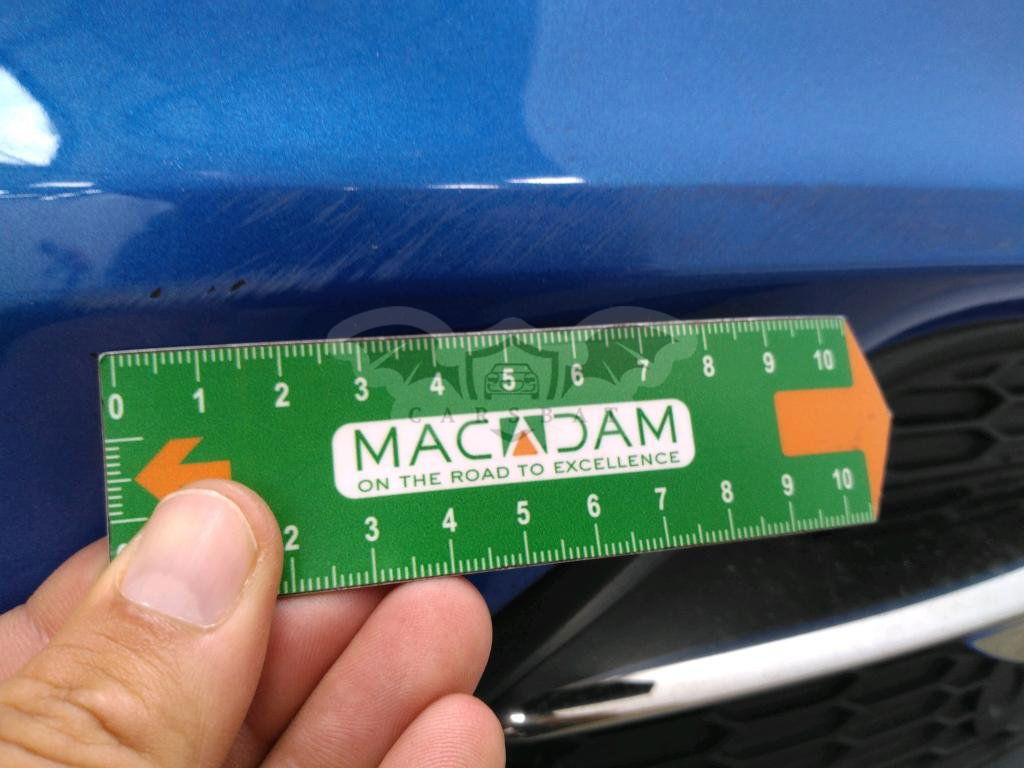 0 1 2 3 4 5 6 7 8 9 10
CARSBAT
MACADAM
ON THE ROAD TO EXCELLENCE
2 3 4 5 6 7 8 9 10